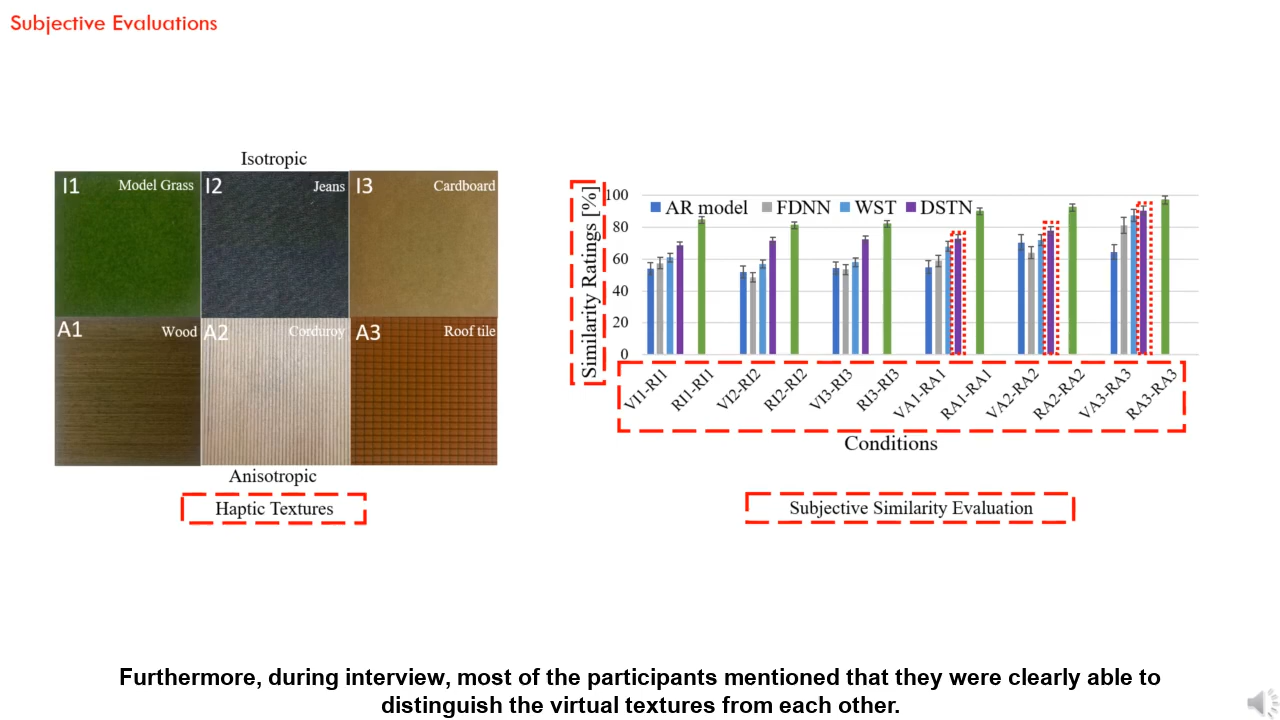 Subjective Evaluations
Isotropic
I1 Model Grass
I2 Jeans
I3 Cardboard
A1 Wood
A2 Corduroy
A3 Roof tile
Anisotropic
Haptic Textures
Similarity Ratings [%]
100
80
60
40
20
0
AR model FDNN WST DSTN
VI1-RI1
RI1-RI1
VI2-RI2
RI2-RI2
VI3-RI3
RI3-RI3
VA1-RA1
RA1-RA1
VA2-RA2
RA2-RA2
VA3-RA3
RA3-RA3
Conditions
Subjective Similarity Evaluation
Furthermore, during interview, most of the participants mentioned that they were clearly able to
distinguish the virtual textures from each other.